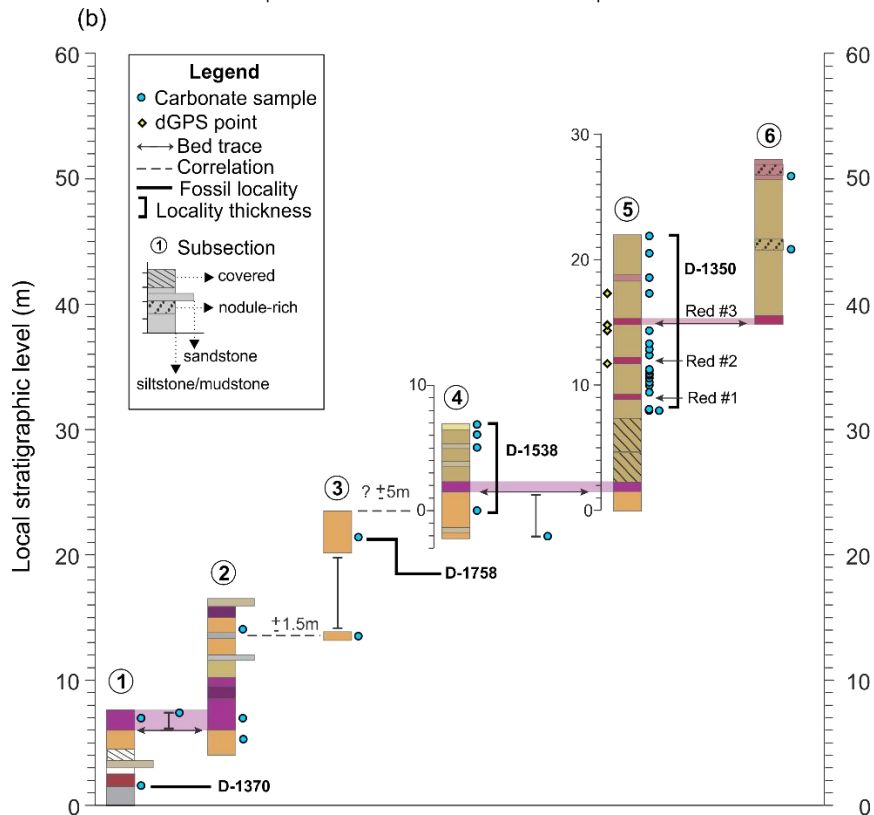 (b)
60
50
40
30
20
10
0
Local stratigraphic level (m)
Legend
Carbonate sample
dGPS point
Bed trace
Correlation
Fossil locality
Locality thickness
1 Subsection
covered
nodule-rich
sandstone
siltstone/mudstone
1
D-1370
2
±1.5m
3
? ±5m
D-1758
4
10
0
D-1538
5
30
20
10
0
D-1350
Red #3
Red #2
Red #1
6
60
50
40
30
20
10
0